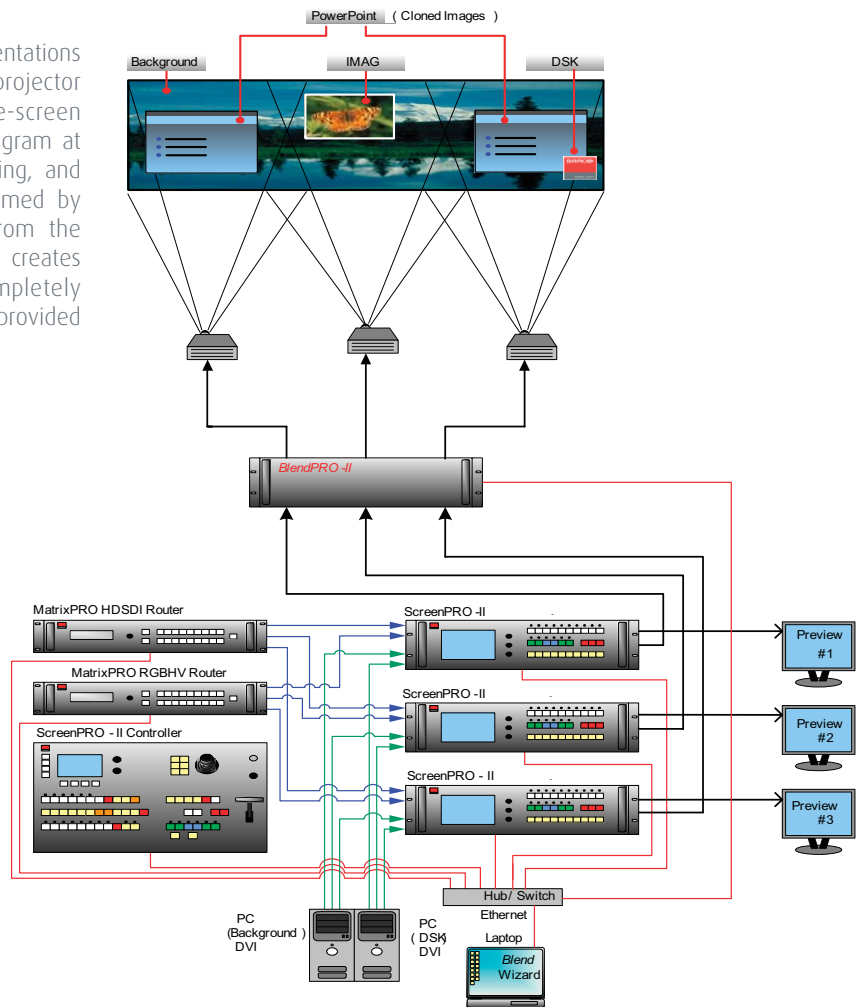 PowerPoint ( Cloned Images )
entations
projector
e-screen
gram at
ing, and
med by
rom the
creates
mpletely
provided
Background
IMAG
DSK
BARCO
BlendPRO -II
MatrixPRO HDSDI Router
ScreenPRO -II
Preview
#1
MatrixPRO RGBHV Router
ScreenPRO -II
Preview
#2
ScreenPRO - II Controller
ScreenPRO - II
Preview
#3
Hub/ Switch
Ethernet
PC
(Background )
DVI
PC
( DSK)
DVI
Laptop
Blend
Wizard